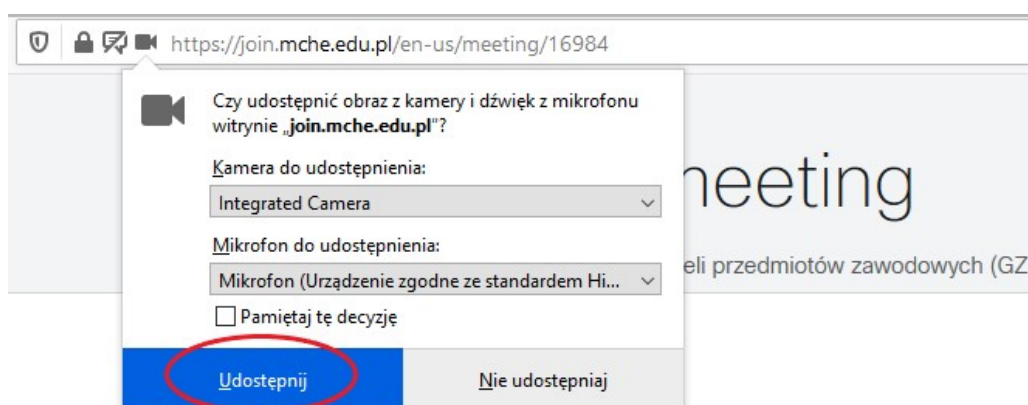 https://join.mche.edu.pl/en-us/meeting/16984
Czy udostępnić obraz z kamery i dźwięk z mikrofonu
witrynie „join.mche.edu.pl”?
Kamera do udostępnienia:
Integrated Camera
Mikrofon do udostępnienia:
Mikrofon (Urządzenie zgodne ze standardem Hi...
Pamiętaj tę decyzję
Udostępnij
Nie udostępniaj
neeting
eli przedmiotów zawodowych (GZ